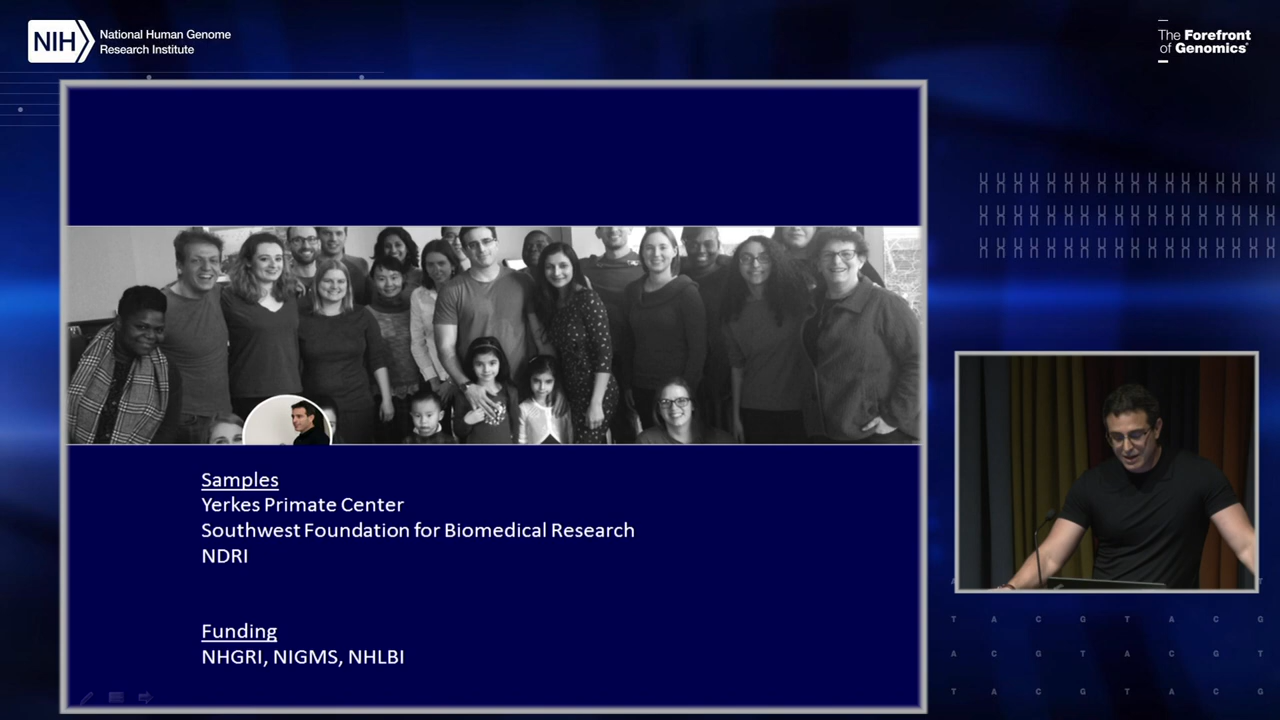 NIH
National Human Genome
Research Institute
The Forefront
of Genomics®
Samples
Yerkes Primate Center
Southwest Foundation for Biomedical Research
NDRI
Funding
NHGRI, NIGMS, NHLBI
T A C G T A C G
A C G T A C G T
T A C G T A C G